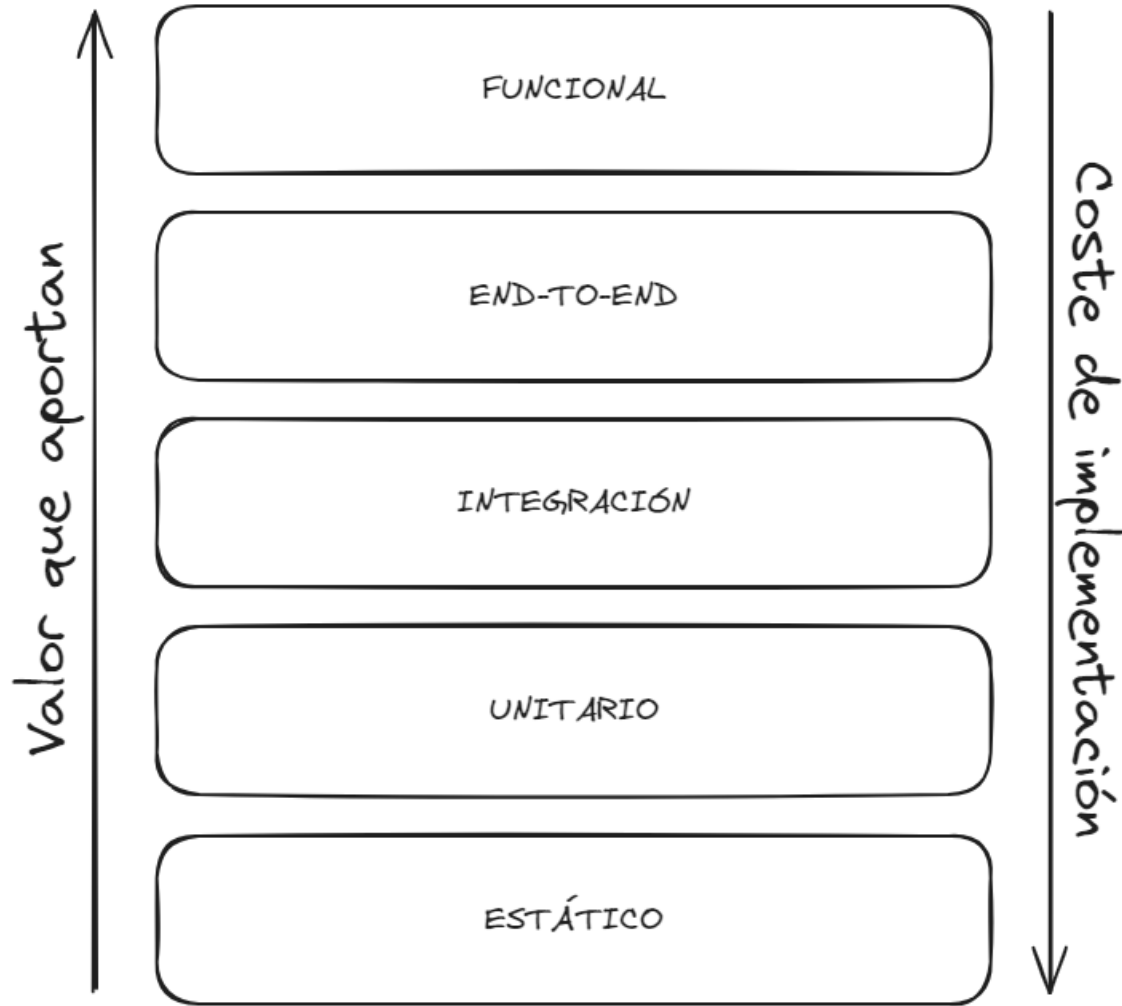 FUNCIONAL
END-TO-END
INTEGRACIÓN
UNITARIO
ESTÁTICO
Valor que aportan
Coste de implementación